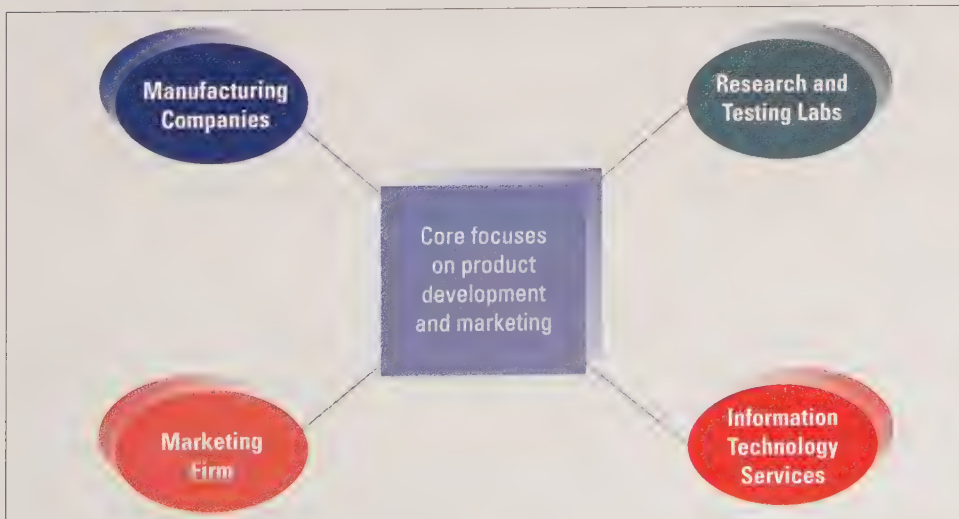 Manufacturing
Companies
Research and
Testing Labs
Core focuses
on product
development
and marketing
Marketing
Firm
Information
Technology
Services